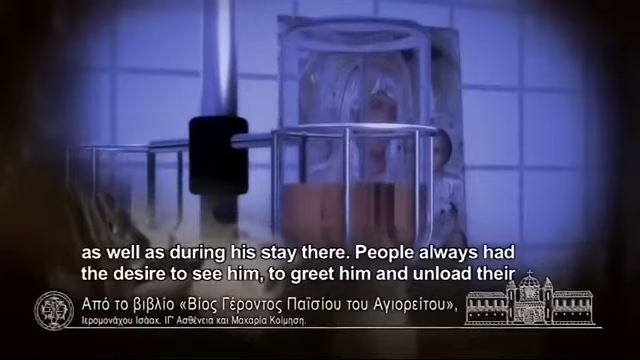 as well as during his stay there. People always had
the desire to see him, to greet him and unload their
Από το βιβλίο «Βίος Γέροντος Παϊσίου του Αγιορείτου»,
Ιερομονάχου Ισαάκ. ΙΓ' Ασθένεια και Μακαρία Κοίμηση.